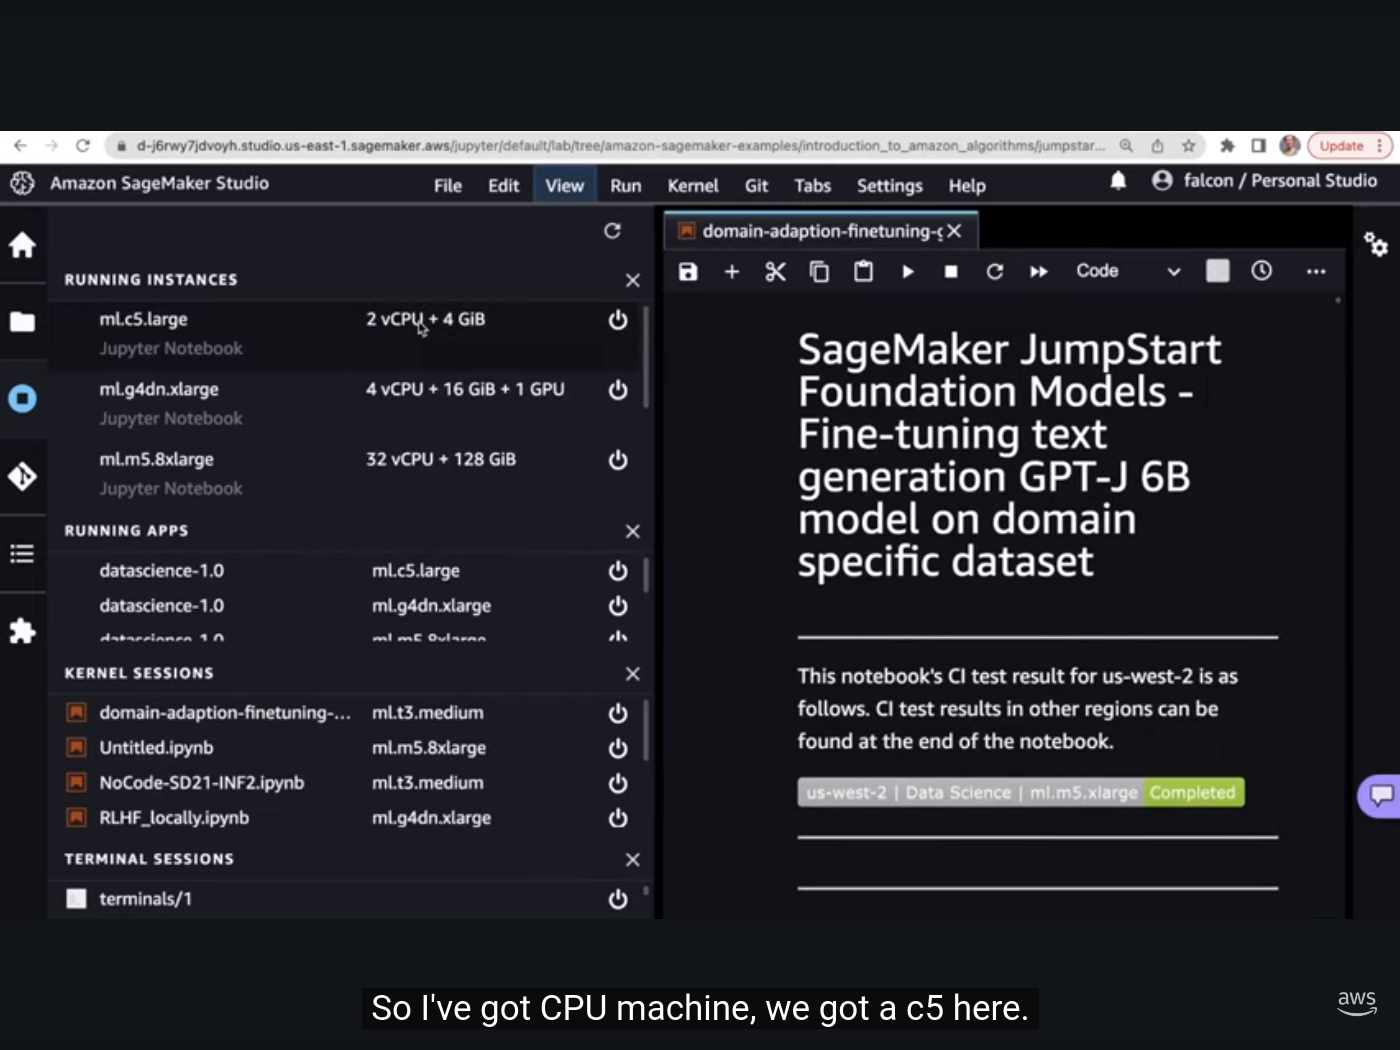 d-j6rwy7jdvoyh.studio.us-east-1.sagemaker.aws/jupyter/default/lab/tree/amazon-sagemaker-examples/introduction_to_amazon_algorithms/jumpstar...
Update
Amazon SageMaker Studio
File Edit View Run Kernel Git Tabs Settings Help
falcon / Personal Studio
RUNNING INSTANCES
ml.c5.large 2 vCPU + 4 GiB
Jupyter Notebook
ml.g4dn.xlarge 4 vCPU + 16 GiB + 1 GPU
Jupyter Notebook
ml.m5.8xlarge 32 vCPU + 128 GiB
Jupyter Notebook
RUNNING APPS
datascience-1.0 ml.c5.large
datascience-1.0 ml.g4dn.xlarge
datascience-1.0 ml.m5.8xlarge
KERNEL SESSIONS
domain-adaption-finetuning-... ml.t3.medium
Untitled.ipynb ml.m5.8xlarge
NoCode-SD21-INF2.ipynb ml.t3.medium
RLHF_locally.ipynb ml.g4dn.xlarge
TERMINAL SESSIONS
terminals/1
domain-adaption-finetuning-g
Code
SageMaker JumpStart
Foundation Models -
Fine-tuning text
generation GPT-J 6B
model on domain
specific dataset
This notebook's CI test result for us-west-2 is as
follows. CI test results in other regions can be
found at the end of the notebook.
us-west-2 | Data Science | ml.m5.xlarge Completed
So I've got CPU machine, we got a c5 here.
aws